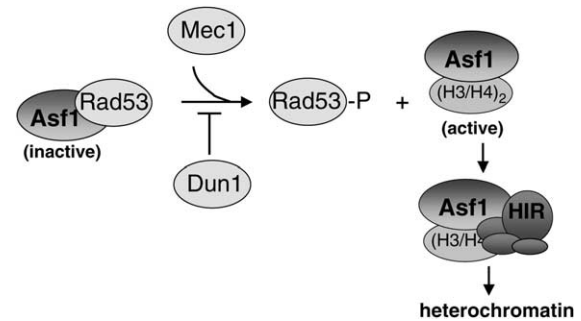 Mec1
Asf1
Rad53
(inactive)
Rad53
-P
+
Asf1
(H3/H4)2
(active)
Dun1
Asf1
HIR
(H3/H4
heterochromatin